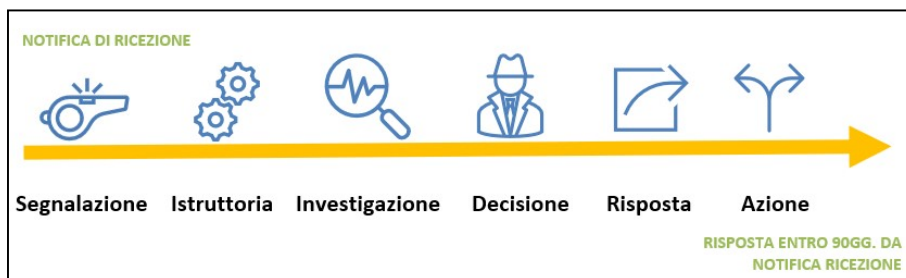 NOTIFICA DI RICEZIONE
Segnalazione Istruttoria Investigazione Decisione Risposta Azione
RISPOSTA ENTRO 90GG. DA
NOTIFICA RICEZIONE